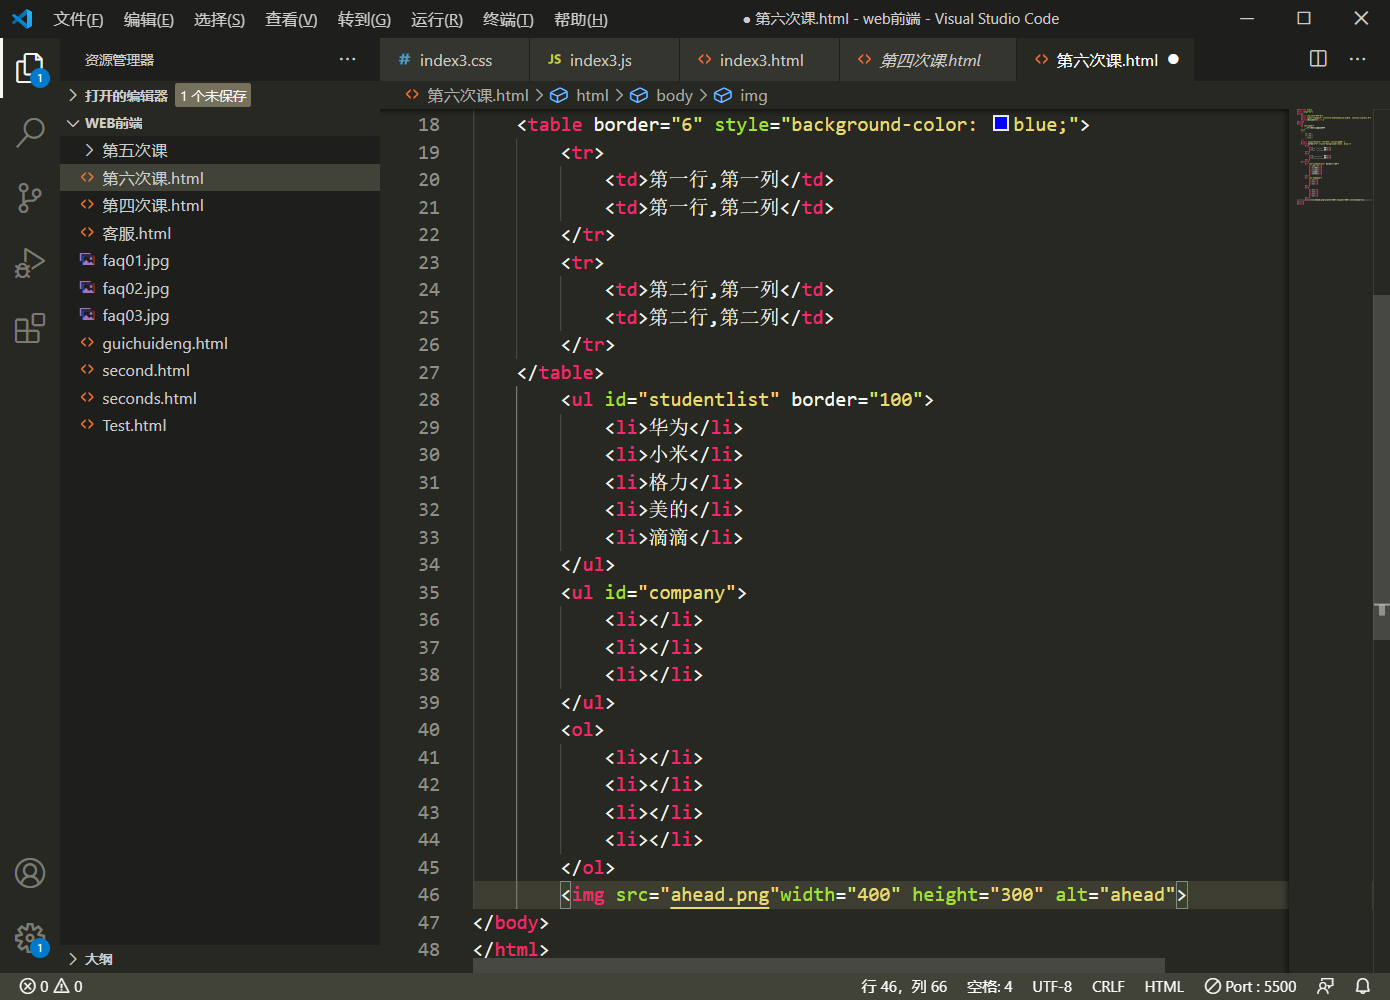 文件(F) 编辑(E) 选择(S) 查看(V) 转到(G) 运行(R) 终端(T) 帮助(H) ● 第六次课.html - web前端 - Visual Studio Code
资源管理器 ···
# index3.css JS index3.js <> index3.html <> 第四次课.html <> 第六次课.html ●
打开的编辑器 1 个未保存
<> 第六次课.html > html > body > img
WEB前端
第五次课
<> 第六次课.html
<> 第四次课.html
<> 客服.html
faq01.jpg
faq02.jpg
faq03.jpg
<> guichuideng.html
<> second.html
<> seconds.html
<> Test.html
大纲
1
1
18 <table border="6" style="background-color: blue;">
19 <tr>
20 <td>第一行,第一列</td>
21 <td>第一行,第二列</td>
22 </tr>
23 <tr>
24 <td>第二行,第一列</td>
25 <td>第二行,第二列</td>
26 </tr>
27 </table>
28 <ul id="studentlist" border="100">
29 <li>华为</li>
30 <li>小米</li>
31 <li>格力</li>
32 <li>美的</li>
33 <li>滴滴</li>
34 </ul>
35 <ul id="company">
36 <li></li>
37 <li></li>
38 <li></li>
39 </ul>
40 <ol>
41 <li></li>
42 <li></li>
43 <li></li>
44 <li></li>
45 </ol>
46 <img src="ahead.png"width="400" height="300" alt="ahead">
47 </body>
48 </html>
0 0 行 46，列 66 空格: 4 UTF-8 CRLF HTML Port : 5500